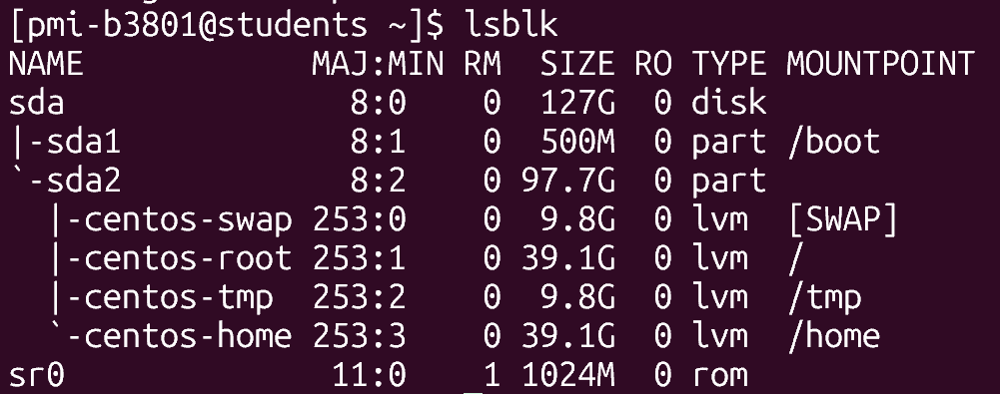 [pmi-b3801@students ~]$ lsblk
NAME            MAJ:MIN RM   SIZE RO TYPE MOUNTPOINT
sda               8:0    0   127G  0 disk
|-sda1            8:1    0   500M  0 part /boot
`-sda2            8:2    0  97.7G  0 part
  |-centos-swap 253:0    0   9.8G  0 lvm  [SWAP]
  |-centos-root 253:1    0  39.1G  0 lvm  /
  |-centos-tmp  253:2    0   9.8G  0 lvm  /tmp
  `-centos-home 253:3    0  39.1G  0 lvm  /home
sr0              11:0    1  1024M  0 rom